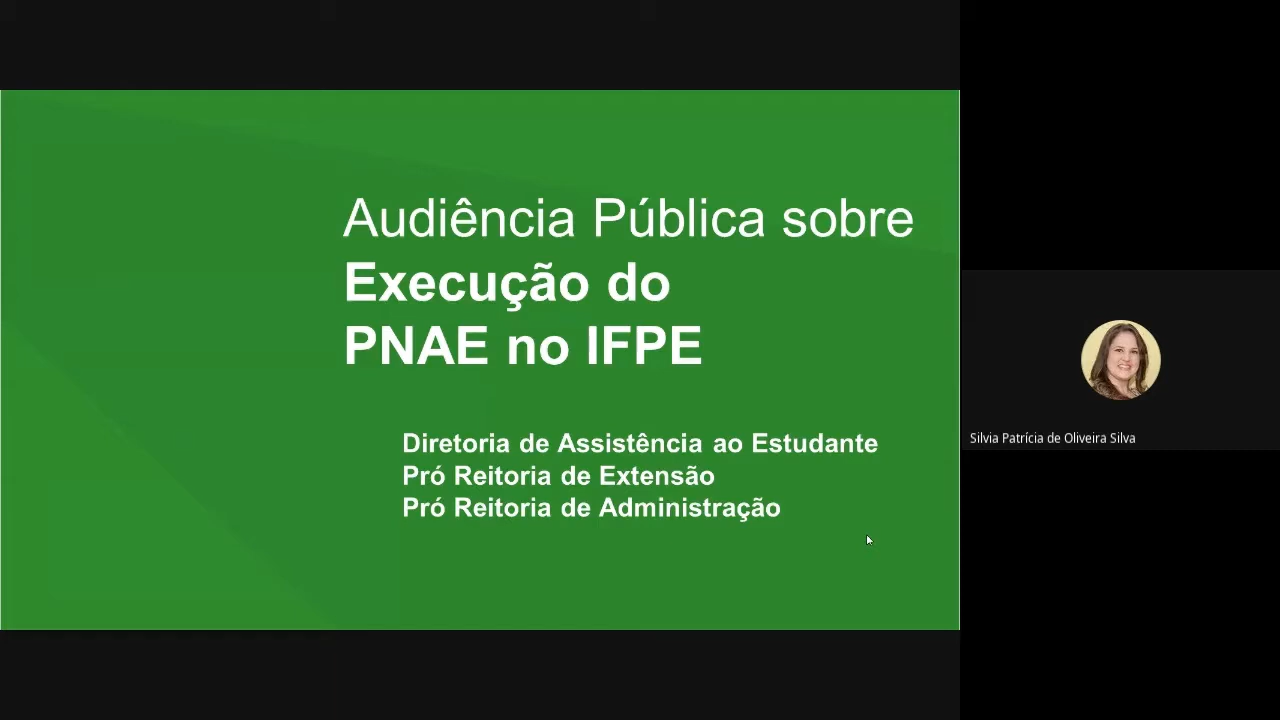 Audiência Pública sobre
Execução do
PNAE no IFPE
Diretoria de Assistência ao Estudante
Pró Reitoria de Extensão
Pró Reitoria de Administração
Silvia Patrícia de Oliveira Silva